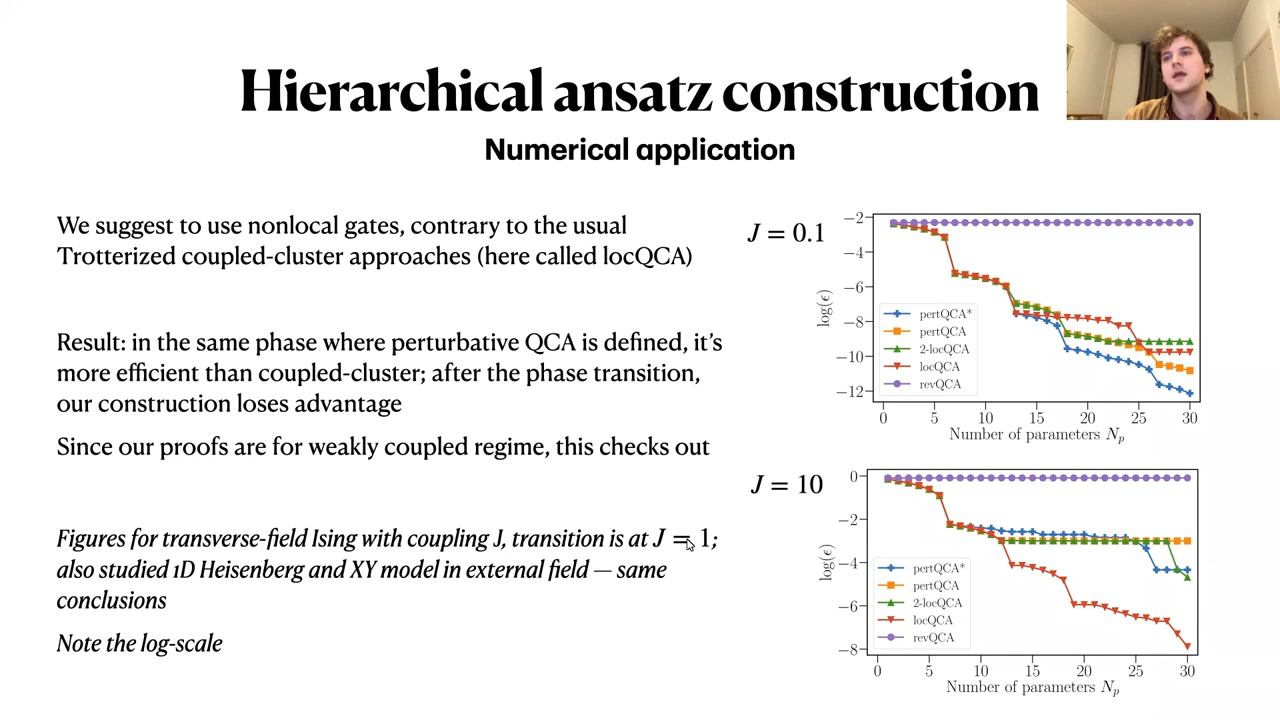 Hierarchical ansatz construction
Numerical application
We suggest to use nonlocal gates, contrary to the usual
Trotterized coupled-cluster approaches (here called locQCA)
Result: in the same phase where perturbative QCA is defined, it's
more efficient than coupled-cluster; after the phase transition,
our construction loses advantage
Since our proofs are for weakly coupled regime, this checks out
Figures for transverse-field Ising with coupling J, transition is at J = 1;
also studied 1D Heisenberg and XY model in external field — same
conclusions
Note the log-scale
J = 0.1
−2
−4
−6
−8
−10
−12
log(ϵ)
pertQCA*
pertQCA
2-locQCA
locQCA
revQCA
0 5 10 15 20 25 30
Number of parameters Nₚ
J = 10
0
−2
−4
−6
−8
log(ϵ)
pertQCA*
pertQCA
2-locQCA
locQCA
revQCA
0 5 10 15 20 25 30
Number of parameters Nₚ